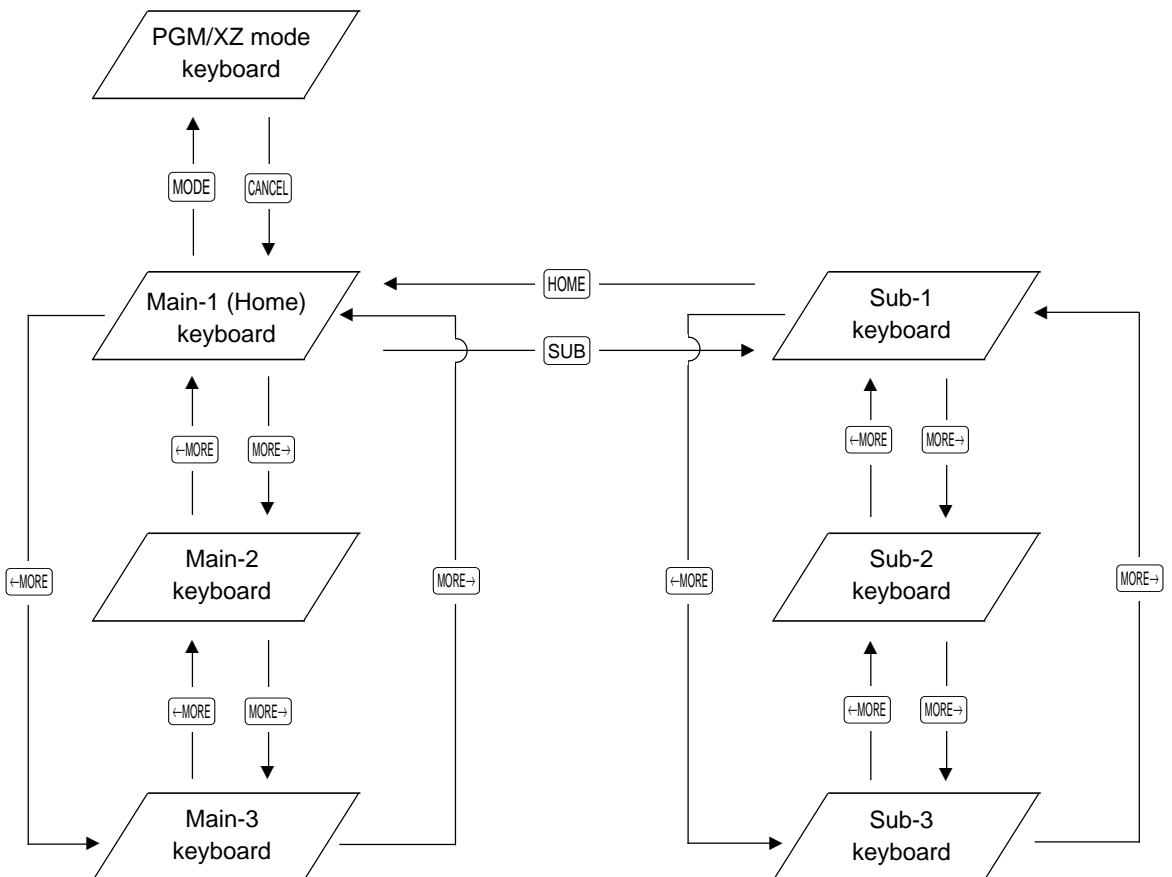 PGM/XZ mode
keyboard
MODE
CANCEL
Main-1 (Home)
keyboard
HOME
SUB
Sub-1
keyboard
←MORE
MORE→
←MORE
MORE→
Main-2
keyboard
Sub-2
keyboard
←MORE
MORE→
←MORE
MORE→
←MORE
MORE→
←MORE
MORE→
Main-3
keyboard
Sub-3
keyboard